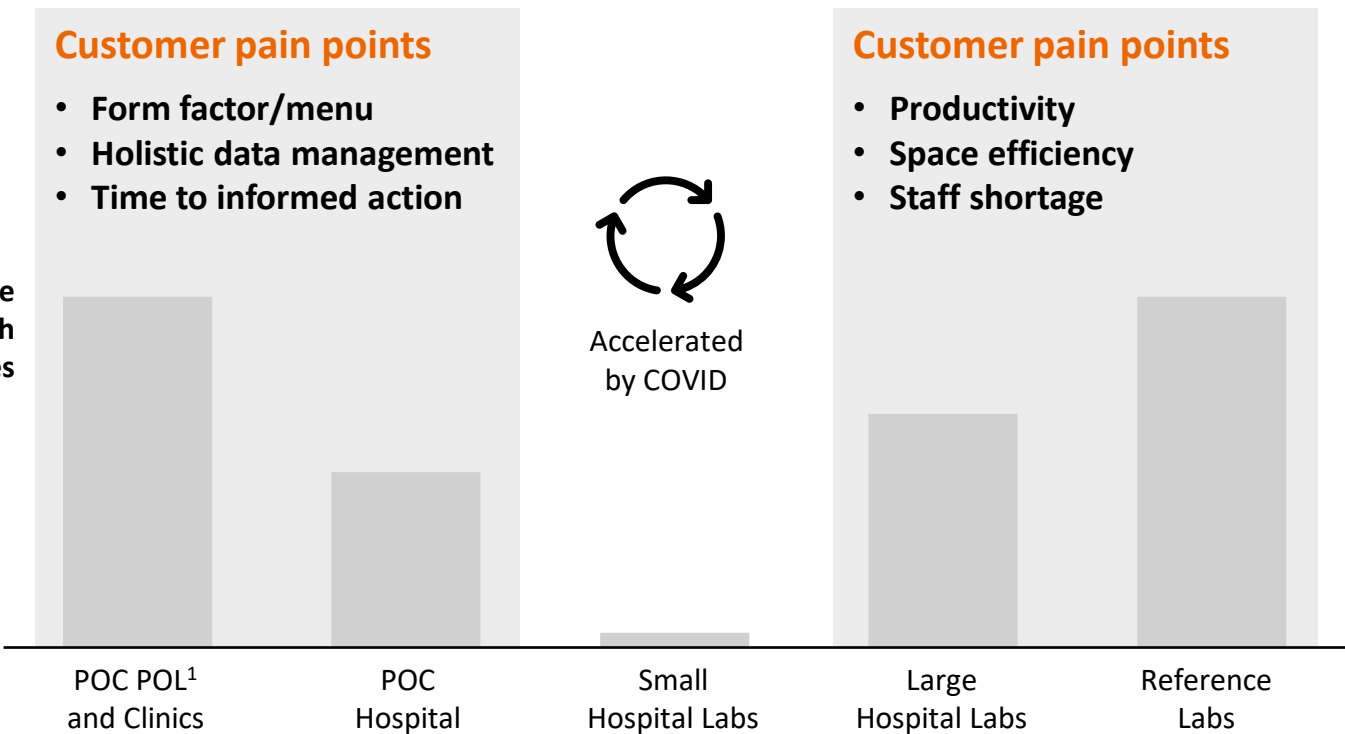 Customer pain points
• Form factor/menu
• Holistic data management
• Time to informed action
Accelerated
by COVID
Customer pain points
• Productivity
• Space efficiency
• Staff shortage
POC POL¹
and Clinics
POC
Hospital
Small
Hospital Labs
Large
Hospital Labs
Reference
Labs